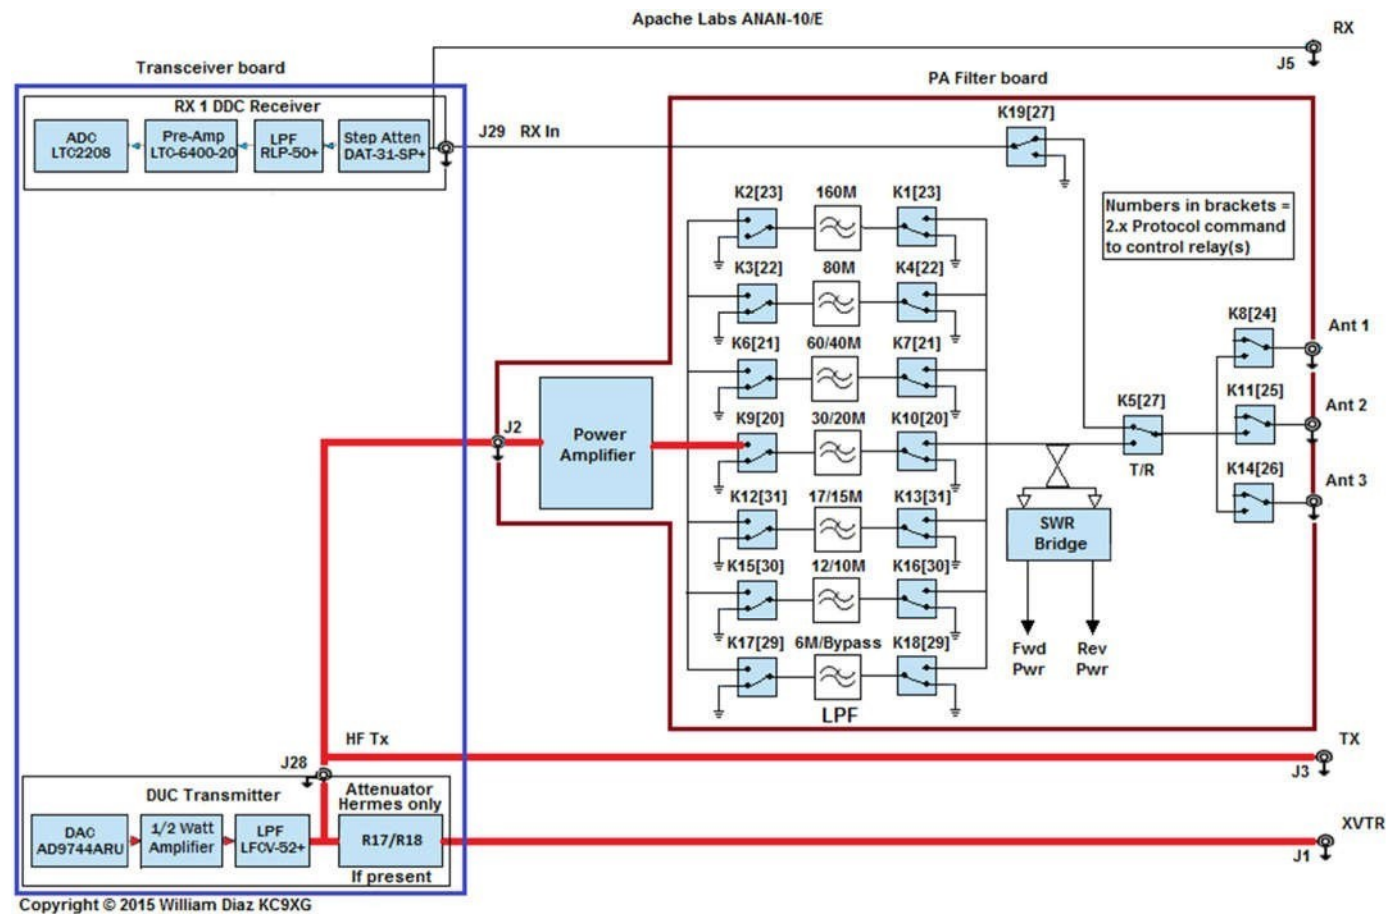 Apache Labs ANAN-10/E
RX
J5
Transceiver board
PA Filter board
RX 1 DDC Receiver
ADC
LTC2208
Pre-Amp
LTC-6400-20
LPF
RLP-50+
Step Atten
DAT-31-SP+
J29 RX In
K19[27]
Numbers in brackets =
2.x Protocol command
to control relay(s)
K2[23]
160M
K1[23]
K3[22]
80M
K4[22]
K6[21]
60/40M
K7[21]
K9[20]
30/20M
K10[20]
K12[31]
17/15M
K13[31]
K15[30]
12/10M
K16[30]
K17[29]
6M/Bypass
K18[29]
LPF
J2
Power
Amplifier
K5[27]
T/R
K8[24]
Ant 1
K11[25]
Ant 2
K14[26]
Ant 3
SWR
Bridge
Fwd
Pwr
Rev
Pwr
HF Tx
TX
J3
J28
DUC Transmitter
Attenuator
Hermes only
DAC
AD9744ARU
1/2 Watt
Amplifier
LPF
LFCV-52+
R17/R18
If present
XVTR
J1
Copyright © 2015 William Diaz KC9XG